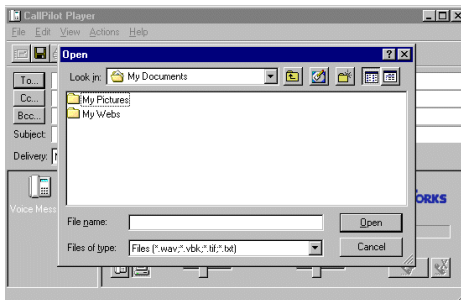 CallPilot Player
File Edit View Actions Help
Open
Look in: My Documents
To...
My Pictures
Cc...
My Webs
Bcc...
Subject:
Delivery:
Voice Mess
ORKS
File name: Open
Files of type: Files (*.wav;*.vbk;*.tif;*.txt) Cancel